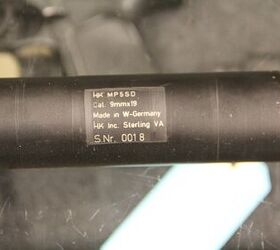 HK MP5SD
Cal. 9mmx19
Made in W-Germany
HK Inc. Sterling VA
S.Nr. 0018